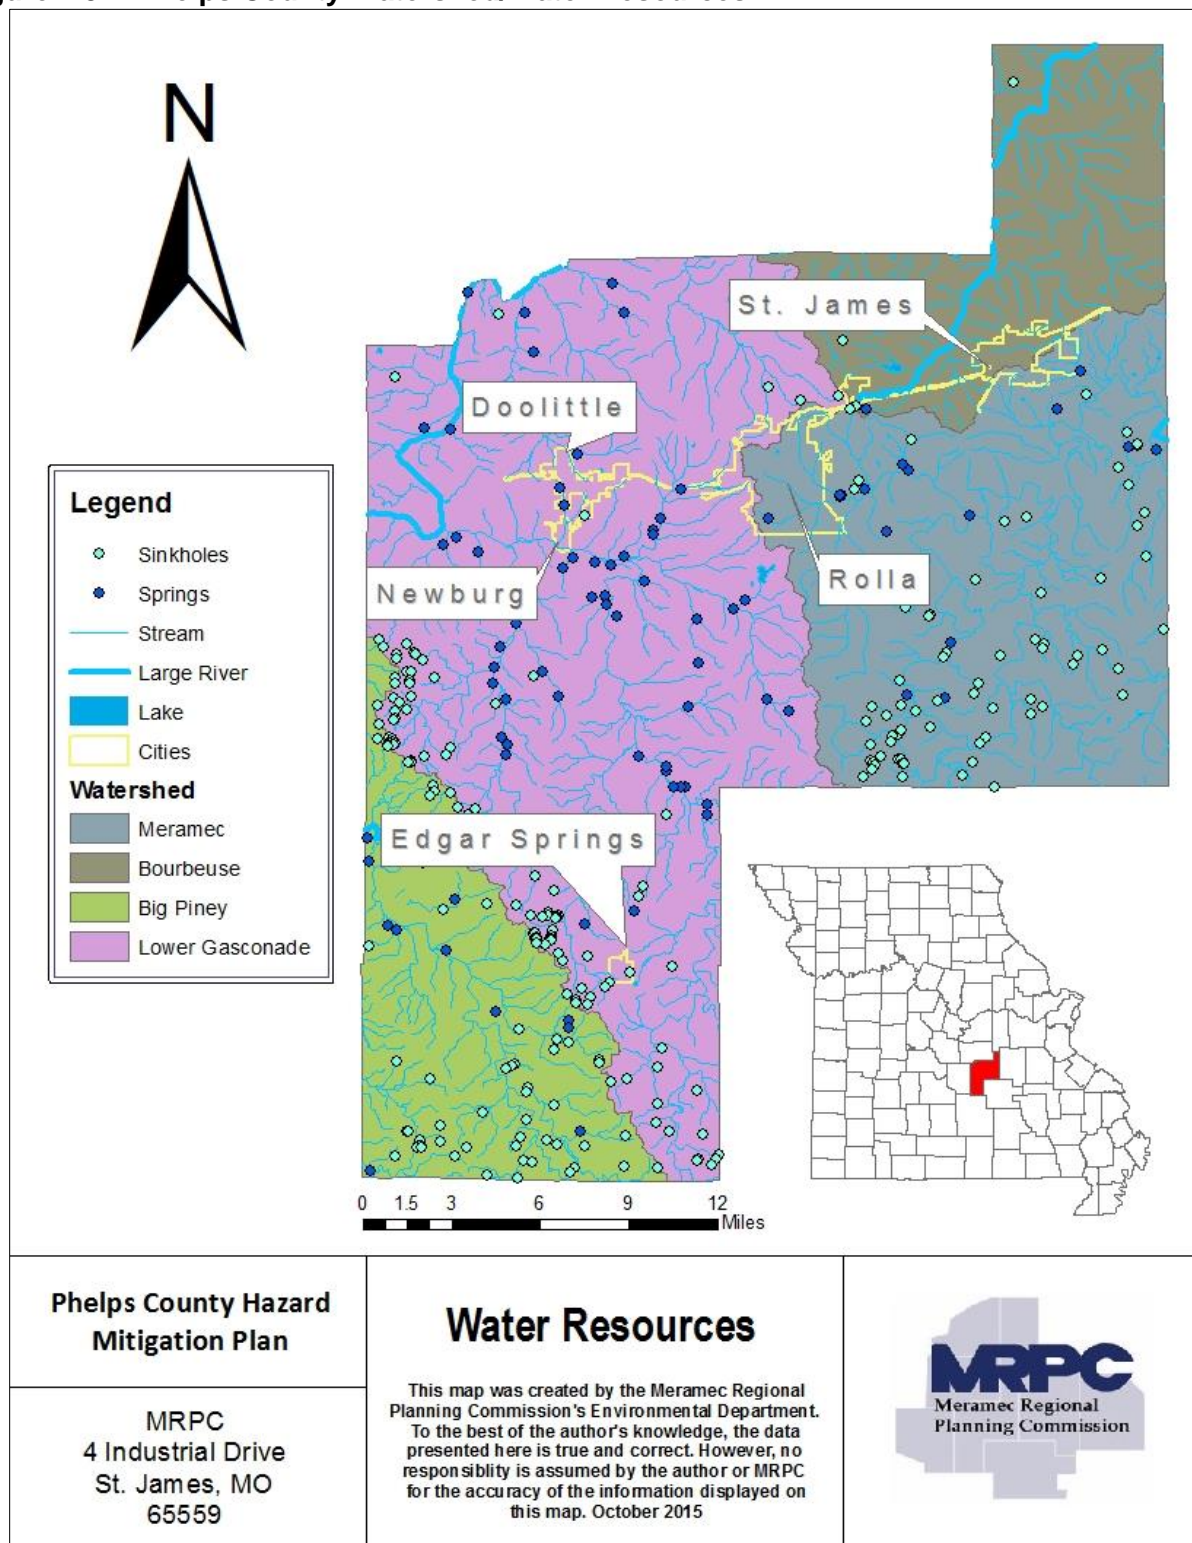 N
St. James
Doolittle
Newburg
Rolla
Edgar Springs
Legend
Sinkholes
Springs
Stream
Large River
Lake
Cities
Watershed
Meramec
Bourbeuse
Big Piney
Lower Gasconade
0 1.5 3 6 9 12
Miles
Phelps County Hazard
Mitigation Plan
MRPC
4 Industrial Drive
St. James, MO
65559
Water Resources
This map was created by the Meramec Regional
Planning Commission's Environmental Department.
To the best of the author's knowledge, the data
presented here is true and correct. However, no
responsiblity is assumed by the author or MRPC
for the accuracy of the information displayed on
this map. October 2015
MRPC
Meramec Regional
Planning Commission